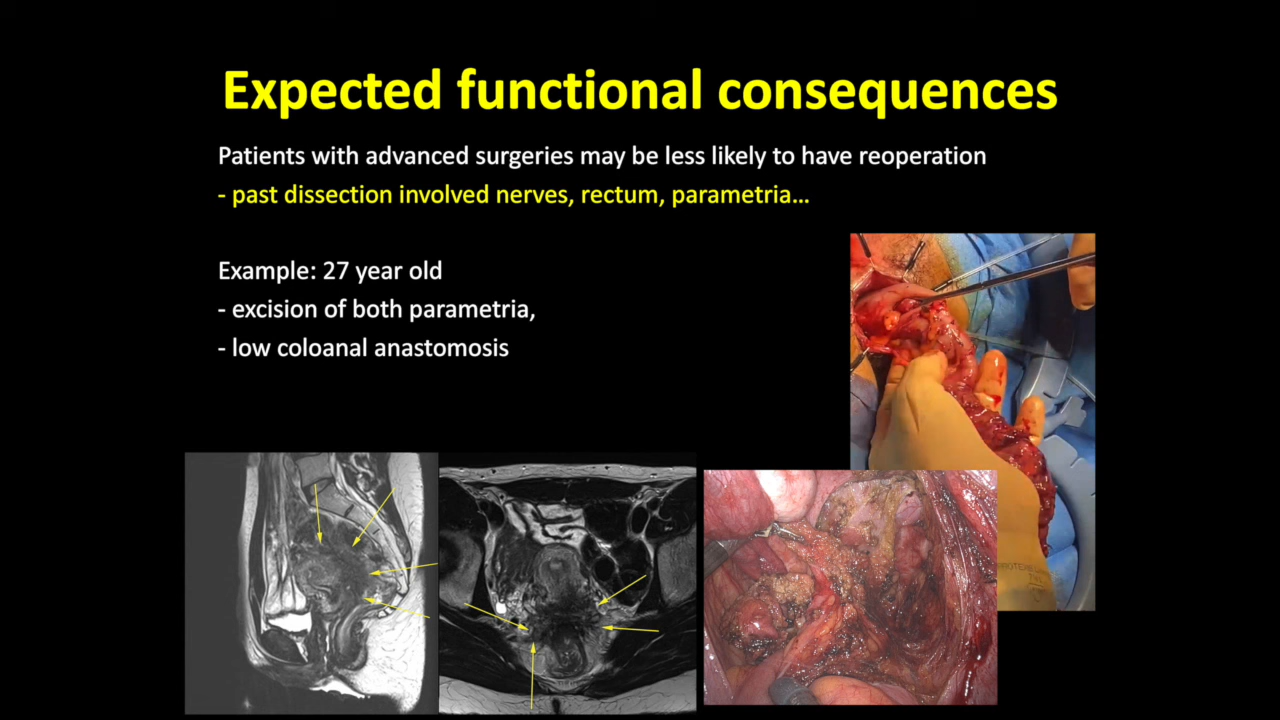 Expected functional consequences
Patients with advanced surgeries may be less likely to have reoperation
- past dissection involved nerves, rectum, parametria...
Example: 27 year old
- excision of both parametria,
- low coloanal anastomosis